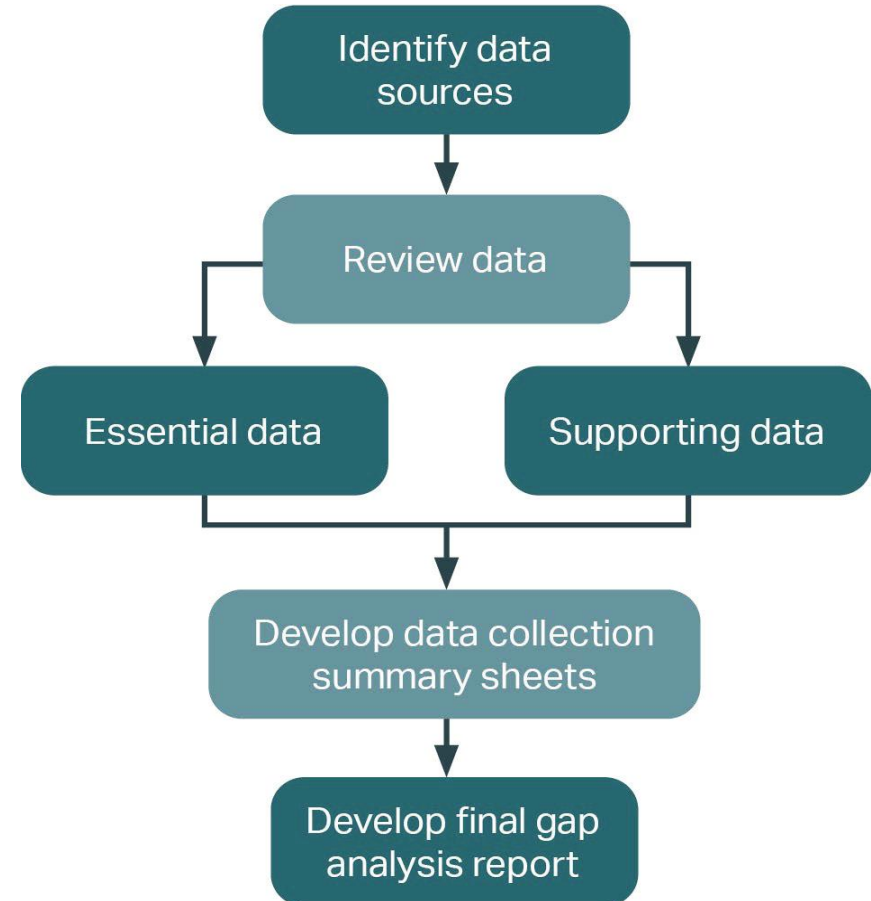 Identify data
sources
Review data
Essential data
Supporting data
Develop data collection
summary sheets
Develop final gap
analysis report